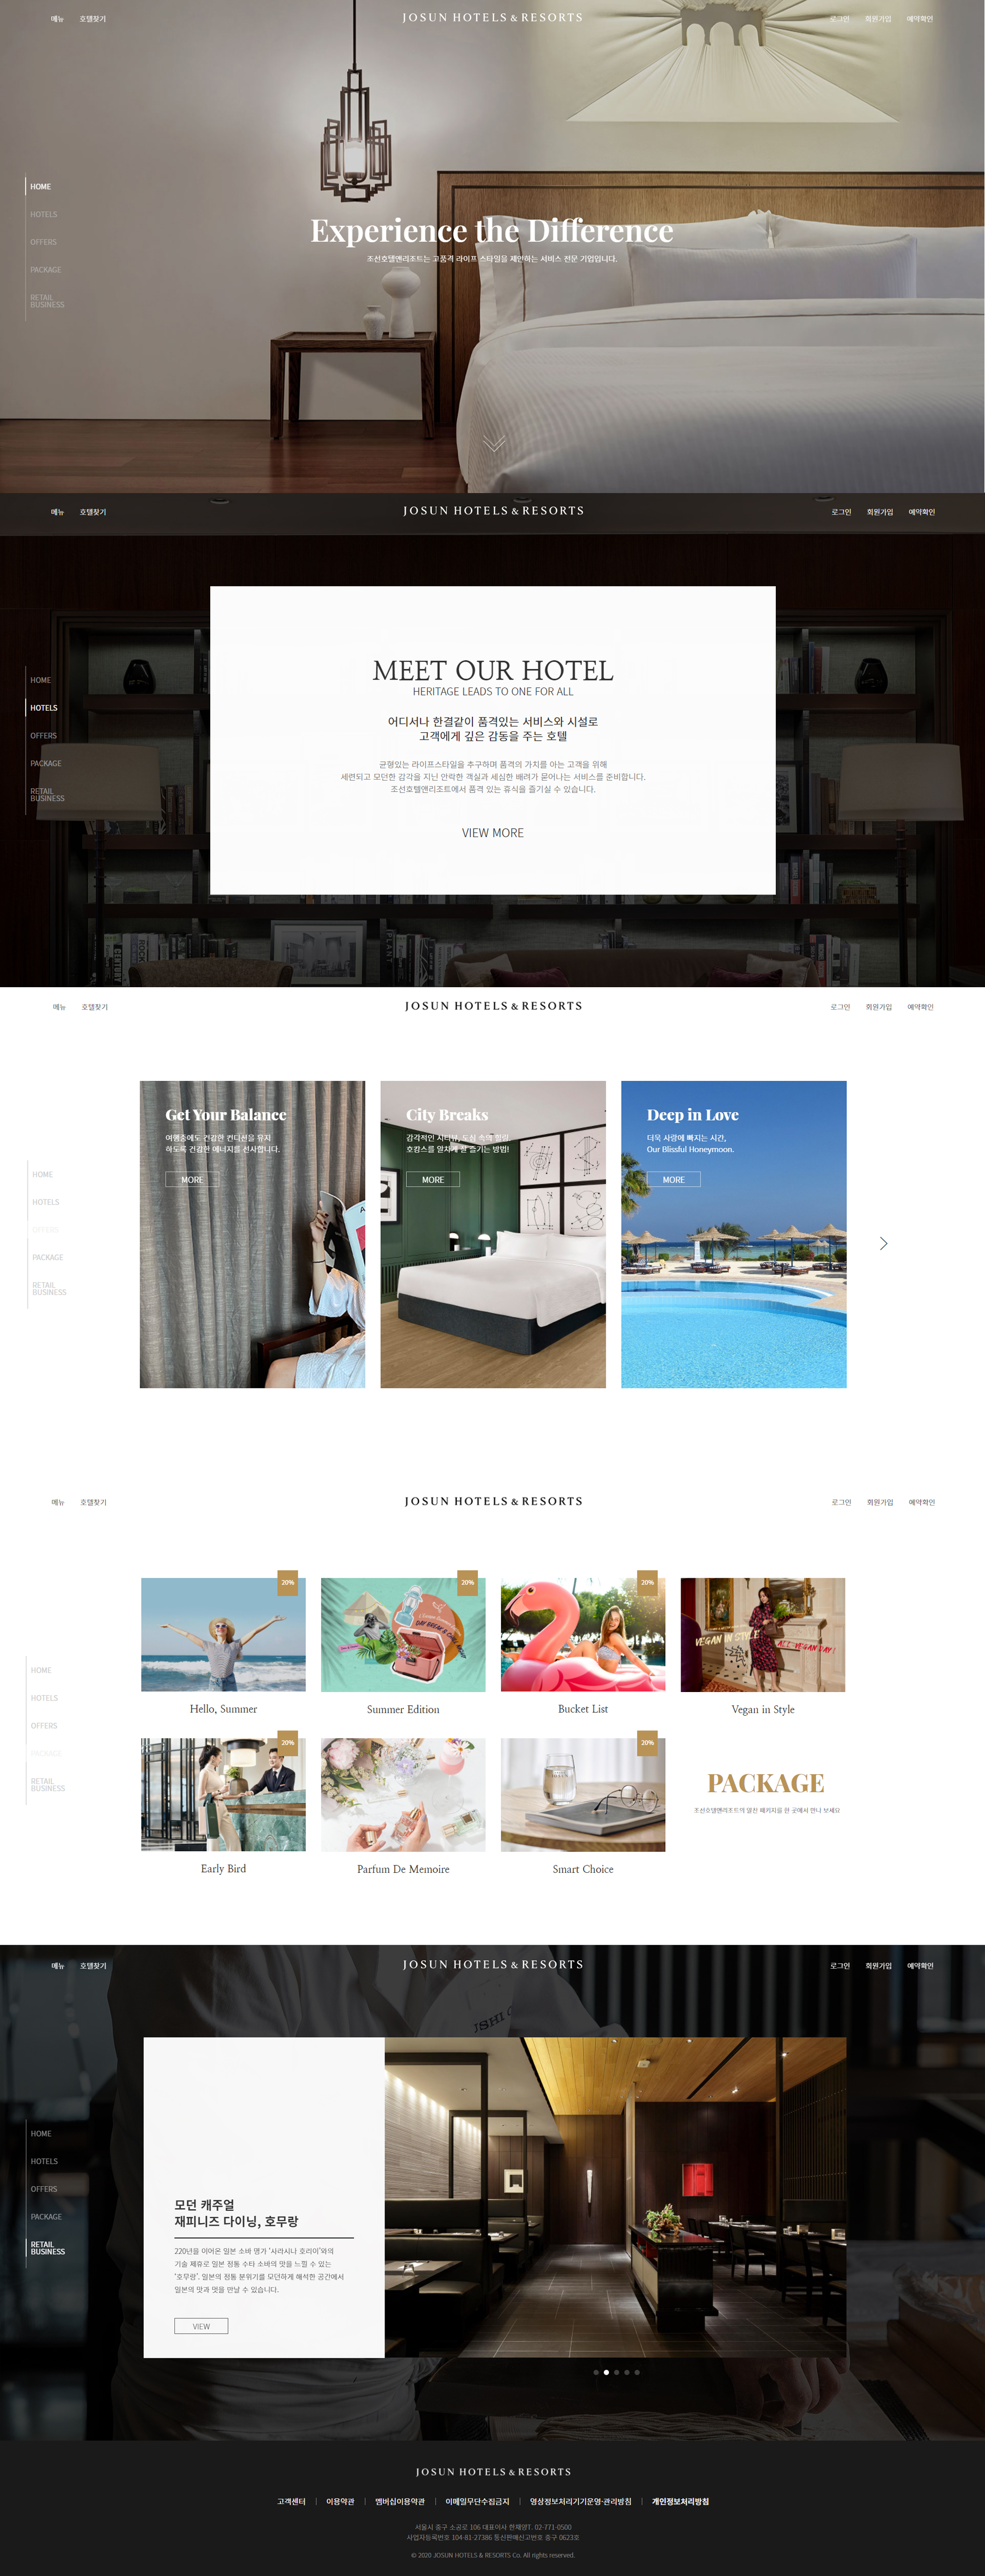 메뉴 호텔찾기 JOSUN HOTELS & RESORTS 로그인 회원가입 예약확인
HOME
HOTELS
OFFERS
PACKAGE
RETAIL
BUSINESS
Experience the Difference
조선호텔앤리조트는 고품격 라이프 스타일을 제안하는 서비스 전문 기업입니다.
메뉴 호텔찾기 JOSUN HOTELS & RESORTS 로그인 회원가입 예약확인
HOME
HOTELS
OFFERS
PACKAGE
RETAIL
BUSINESS
MEET OUR HOTEL
HERITAGE LEADS TO ONE FOR ALL
어디서나 한결같이 품격있는 서비스와 시설로
고객에게 깊은 감동을 주는 호텔
균형있는 라이프스타일을 추구하며 품격의 가치를 아는 고객을 위해
세련되고 모던한 감각을 지닌 안락한 객실과 세심한 배려가 묻어나는 서비스를 준비합니다.
조선호텔앤리조트에서 품격 있는 휴식을 즐기실 수 있습니다.
VIEW MORE
메뉴 호텔찾기 JOSUN HOTELS & RESORTS 로그인 회원가입 예약확인
HOME
HOTELS
OFFERS
PACKAGE
RETAIL
BUSINESS
Get Your Balance
여행중에도 건강한 컨디션을 유지
하도록 건강한 에너지를 선사합니다.
MORE
City Breaks
감각적인 시티뷰, 도심 속의 힐링.
호캉스를 알차게 잘 즐기는 방법!
MORE
Deep in Love
더욱 사랑에 빠지는 시간,
Our Blissful Honeymoon.
MORE
메뉴 호텔찾기 JOSUN HOTELS & RESORTS 로그인 회원가입 예약확인
HOME
HOTELS
OFFERS
PACKAGE
RETAIL
BUSINESS
20%
Hello, Summer
20%
Summer Edition
20%
Bucket List
VEGAN IN STYLE
ALL-VEGAN DAY!
Vegan in Style
20%
Early Bird
Parfum De Memoire
20%
Smart Choice
PACKAGE
조선호텔앤리조트의 엄선 패키지를 한 곳에서 만나 보세요
메뉴 호텔찾기 JOSUN HOTELS & RESORTS 로그인 회원가입 예약확인
HOME
HOTELS
OFFERS
PACKAGE
RETAIL
BUSINESS
모던 캐주얼
재피니즈 다이닝, 호무랑
220년을 이어온 일본 소바 명가 '사라시나 호리이'와의
기술 제휴로 일본 정통 수타 소바의 맛을 느낄 수 있는
'호무랑'. 일본의 정통 분위기를 모던하게 해석한 공간에서
일본의 맛과 멋을 만날 수 있습니다.
VIEW
JOSUN HOTELS & RESORTS
고객센터 | 이용약관 | 멤버십이용약관 | 이메일무단수집금지 | 영상정보처리기기운영·관리방침 | 개인정보처리방침
서울시 중구 소공로 106 대표이사 한채양T. 02-771-0500
사업자등록번호 104-81-27386 통신판매신고번호 중구 0623호
© 2020 JOSUN HOTELS & RESORTS Co. All rights reserved.